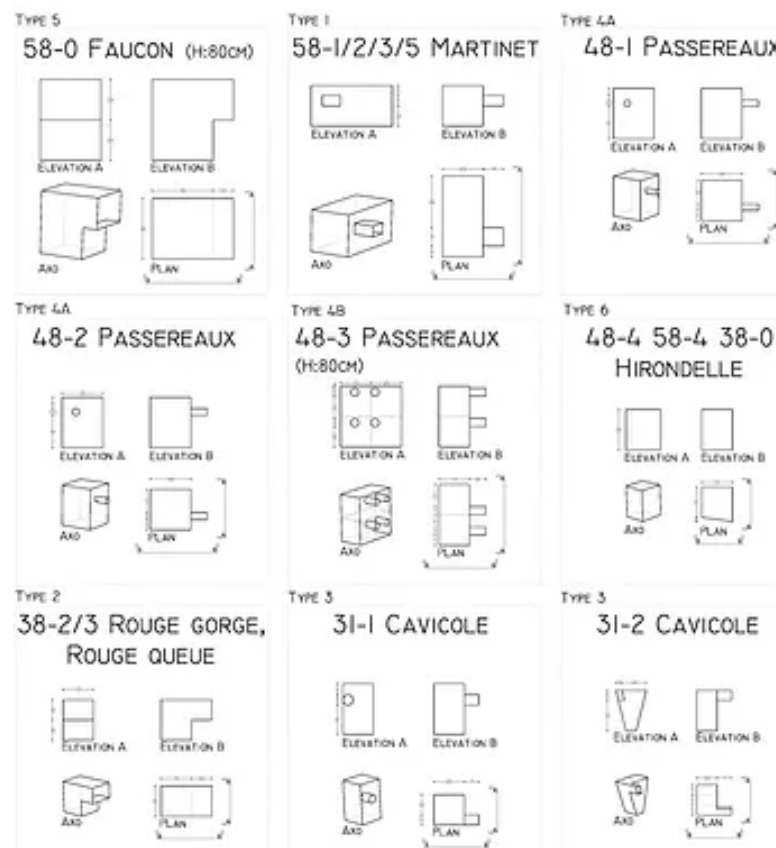 TYPE 5
58-0 FAUCON (H:80CM)
ELEVATION A
ELEVATION B
AXO
PLAN
TYPE 1
58-1/2/3/5 MARTINET
ELEVATION A
ELEVATION B
AXO
PLAN
TYPE 4A
48-1 PASSEREAUX
ELEVATION A
ELEVATION B
AXO
PLAN
TYPE 4A
48-2 PASSEREAUX
ELEVATION A
ELEVATION B
AXO
PLAN
TYPE 4B
48-3 PASSEREAUX
(H:80CM)
ELEVATION A
ELEVATION B
AXO
PLAN
TYPE 6
48-4 58-4 38-0
HIRONDELLE
ELEVATION A
ELEVATION B
AXO
PLAN
TYPE 2
38-2/3 ROUGE GORGE,
ROUGE QUEUE
ELEVATION A
ELEVATION B
AXO
PLAN
TYPE 3
31-1 CAVICOLE
ELEVATION A
ELEVATION B
AXO
PLAN
TYPE 3
31-2 CAVICOLE
ELEVATION A
ELEVATION B
AXO
PLAN